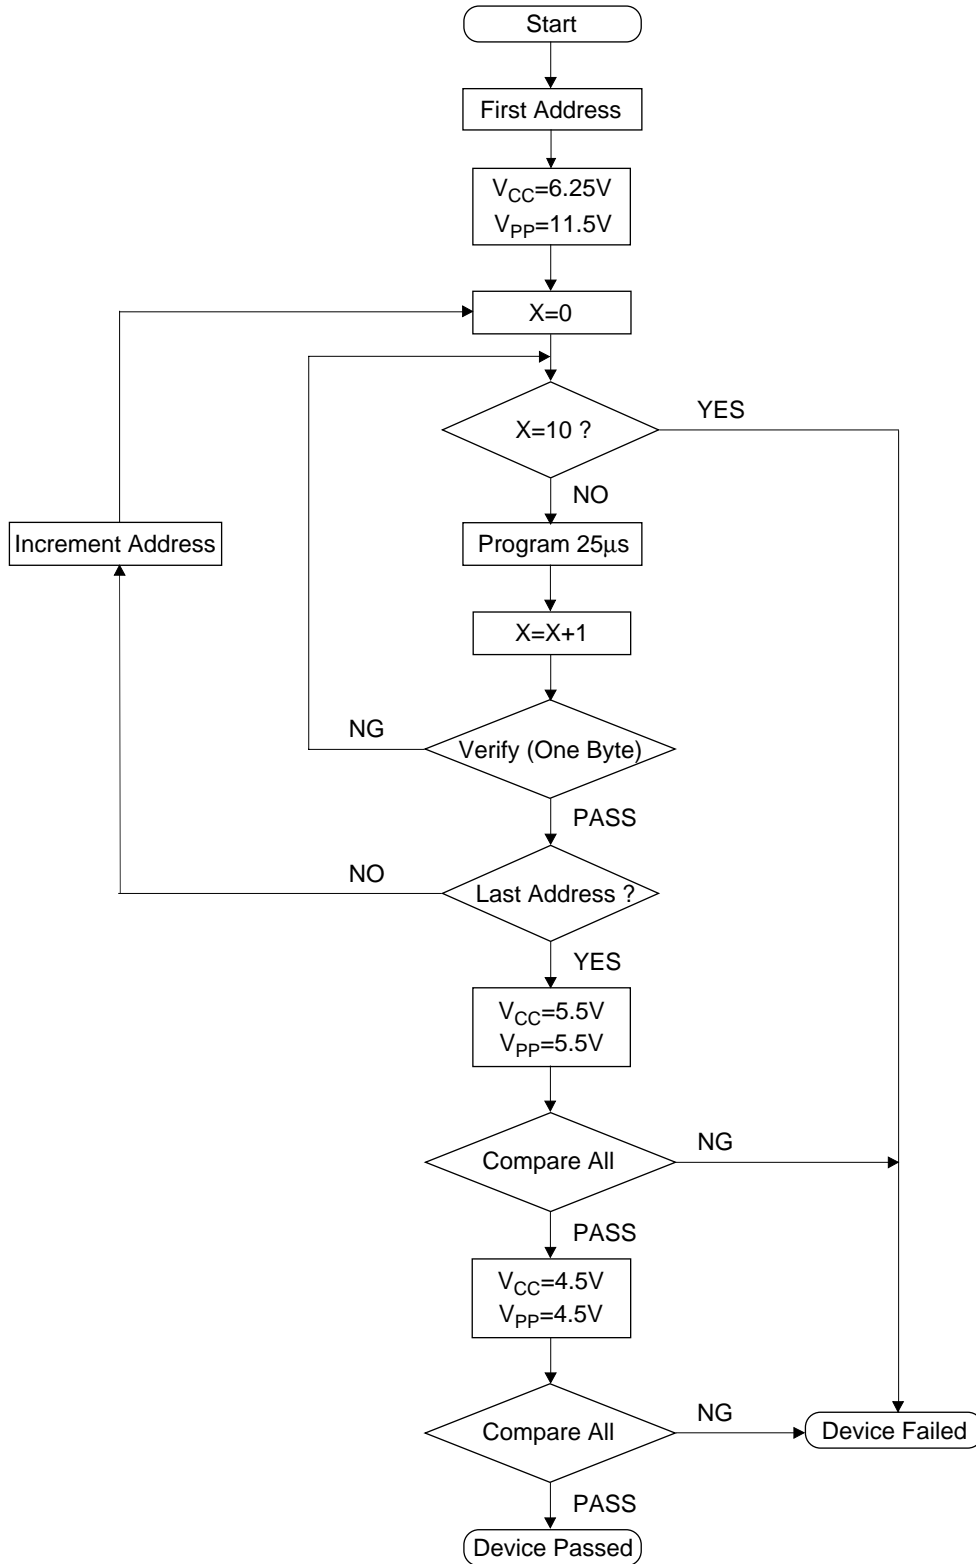 Start
First Address
VCC=6.25V
VPP=11.5V
X=0
X=10 ?
YES
NO
Program 25μs
Increment Address
X=X+1
NG
Verify (One Byte)
PASS
NO
Last Address ?
YES
VCC=5.5V
VPP=5.5V
Compare All
NG
PASS
VCC=4.5V
VPP=4.5V
Compare All
NG
Device Failed
PASS
Device Passed